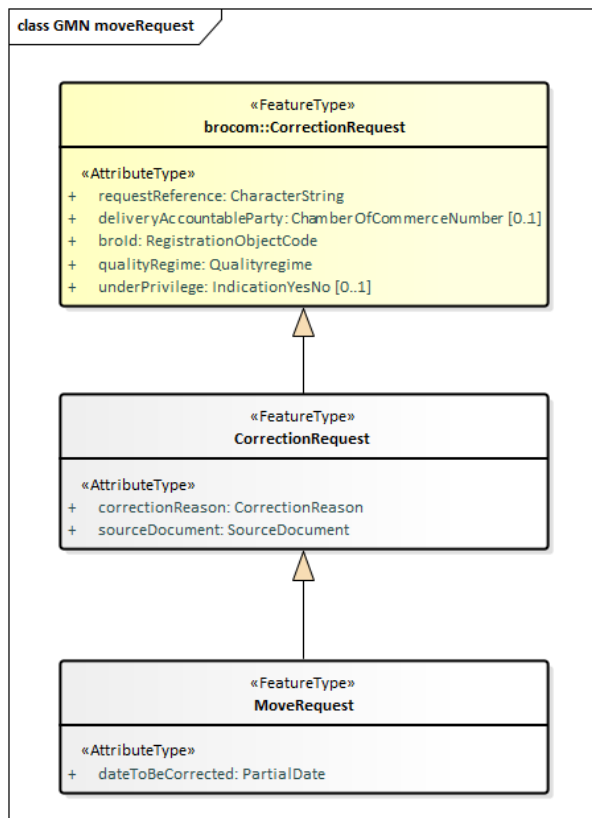 class GMN moveRequest
«FeatureType»
brocom::CorrectionRequest
«AttributeType»
+ requestReference: CharacterString
+ deliveryAccountableParty: ChamberOfCommerceNumber [0..1]
+ broId: RegistrationObjectCode
+ qualityRegime: Qualityregime
+ underPrivilege: IndicationYesNo [0..1]
«FeatureType»
CorrectionRequest
«AttributeType»
+ correctionReason: CorrectionReason
+ sourceDocument: SourceDocument
«FeatureType»
MoveRequest
«AttributeType»
+ dateToBeCorrected: PartialDate